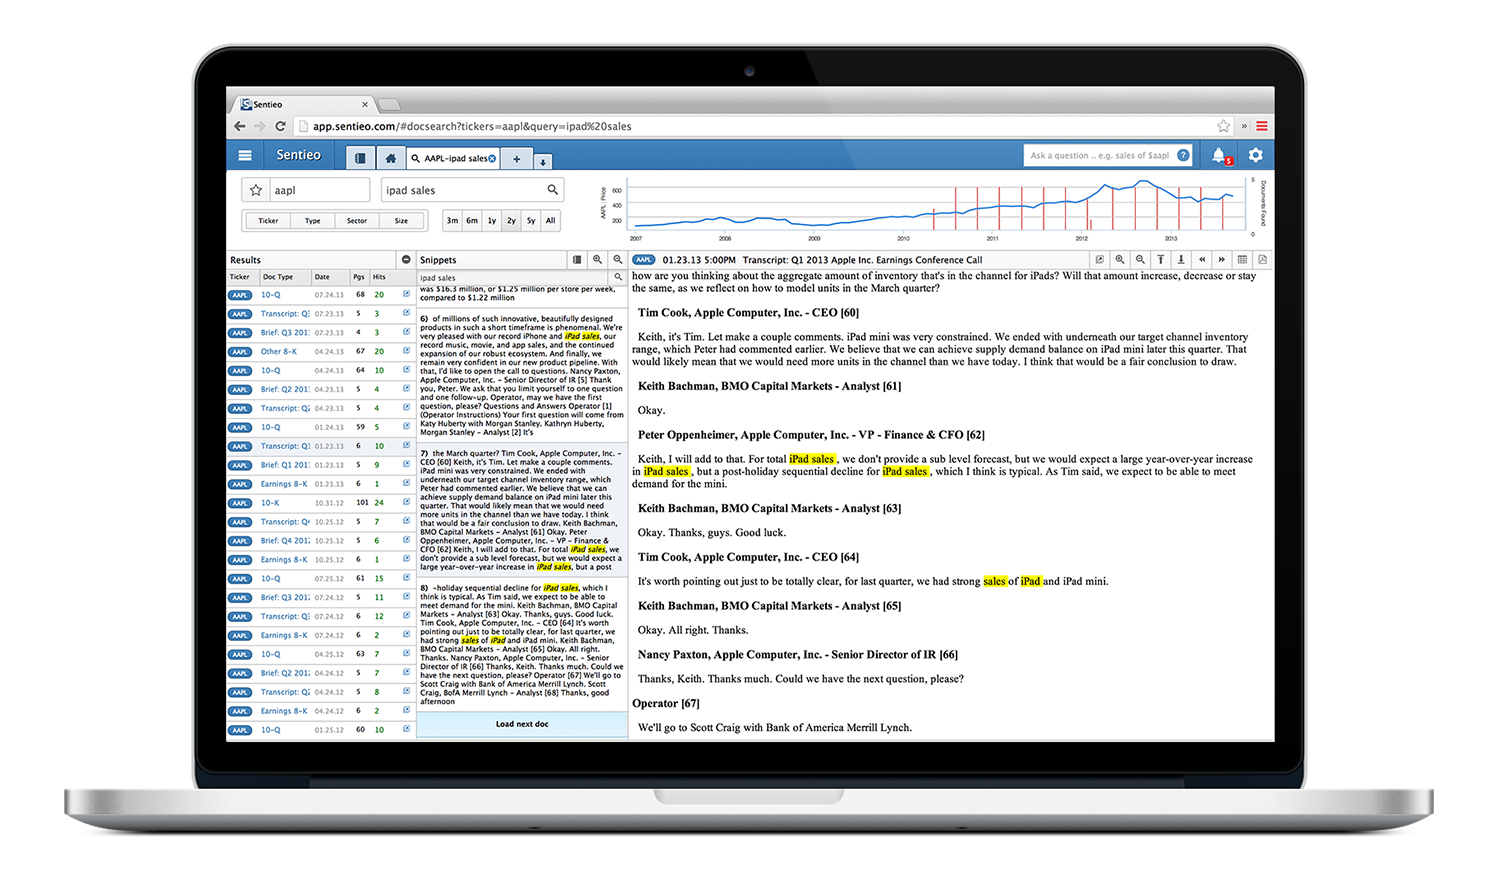 Sentieo
app.sentieo.com/#docsearch?tickers=aapl&query=ipad%20sales
Sentieo
AAPL-ipad sales
Ask a question .. e.g. sales of $aapl
5
aapl
ipad sales
Ticker Type Sector Size
3m 6m 1y 2y 5y All
AAPL : Price
600
400
200
2007 2008 2009 2010 2011 2012 2013
5
0
Documents Found
Results
Ticker Doc Type Date Pgs Hits
AAPL 10-Q 07.24.13 68 20
AAPL Transcript: Q3 07.23.13 5 3
AAPL Brief: Q3 201 07.23.13 4 3
AAPL Other 8-K 04.24.13 67 20
AAPL 10-Q 04.24.13 64 10
AAPL Brief: Q2 201 04.23.13 5 4
AAPL Transcript: Q2 04.23.13 5 4
AAPL 10-Q 01.24.13 59 5
AAPL Transcript: Q1 01.23.13 6 10
AAPL Brief: Q1 201 01.23.13 5 9
AAPL Earnings 8-K 01.23.13 6 1
AAPL 10-K 10.31.12 101 24
AAPL Transcript: Q4 10.25.12 5 7
AAPL Brief: Q4 201 10.25.12 5 6
AAPL Earnings 8-K 10.25.12 6 1
AAPL 10-Q 07.25.12 61 15
AAPL Brief: Q3 201 07.24.12 5 11
AAPL Transcript: Q3 07.24.12 6 12
AAPL Earnings 8-K 07.24.12 6 2
AAPL 10-Q 04.25.12 63 7
AAPL Brief: Q2 201 04.24.12 5 7
AAPL Transcript: Q2 04.24.12 5 8
AAPL Earnings 8-K 04.24.12 6 2
AAPL 10-Q 01.25.12 60 10
Snippets
ipad sales
was $16.3 million, or $1.25 million per store per week,
compared to $1.22 million
6) of millions of such innovative, beautifully designed
products in such a short timeframe is phenomenal. We're
very pleased with our record iPhone and iPad sales, our
record music, movie, and app sales, and the continued
expansion of our robust ecosystem. And finally, we
remain very confident in our new product pipeline. With
that, I'd like to open the call to questions. Nancy Paxton,
Apple Computer, Inc. - Senior Director of IR [5] Thank
you, Peter. We ask that you limit yourself to one question
and one follow-up. Operator, may we have the first
question, please? Questions and Answers Operator [1]
(Operator Instructions) Your first question will come from
Katy Huberty with Morgan Stanley. Kathryn Huberty,
Morgan Stanley - Analyst [2] It's
7) the March quarter? Tim Cook, Apple Computer, Inc. -
CEO [60] Keith, it's Tim. Let make a couple comments.
iPad mini was very constrained. We ended with
underneath our target channel inventory range, which
Peter had commented earlier. We believe that we can
achieve supply demand balance on iPad mini later this
quarter. That would likely mean that we would need
more units in the channel than we have today. I think
that would be a fair conclusion to draw. Keith Bachman,
BMO Capital Markets - Analyst [61] Okay. Peter
Oppenheimer, Apple Computer, Inc. - VP - Finance &
CFO [62] Keith, I will add to that. For total iPad sales, we
don't provide a sub level forecast, but we would expect a
large year-over-year increase in iPad sales, but a post
8) -holiday sequential decline for iPad sales, which I
think is typical. As Tim said, we expect to be able to
meet demand for the mini. Keith Bachman, BMO Capital
Markets - Analyst [63] Okay. Thanks, guys. Good luck.
Tim Cook, Apple Computer, Inc. - CEO [64] It's worth
pointing out just to be totally clear, for last quarter, we
had strong sales of iPad and iPad mini. Keith Bachman,
BMO Capital Markets - Analyst [65] Okay. All right.
Thanks. Nancy Paxton, Apple Computer, Inc. - Senior
Director of IR [66] Thanks, Keith. Thanks much. Could we
have the next question, please? Operator [67] We'll go to
Scott Craig with Bank of America Merrill Lynch. Scott
Craig, BofA Merrill Lynch - Analyst [68] Thanks, good
afternoon
Load next doc
AAPL 01.23.13 5:00PM Transcript: Q1 2013 Apple Inc. Earnings Conference Call
how are you thinking about the aggregate amount of inventory that's in the channel for iPads? Will that amount increase, decrease or stay
the same, as we reflect on how to model units in the March quarter?
Tim Cook, Apple Computer, Inc. - CEO [60]
Keith, it's Tim. Let make a couple comments. iPad mini was very constrained. We ended with underneath our target channel inventory
range, which Peter had commented earlier. We believe that we can achieve supply demand balance on iPad mini later this quarter. That
would likely mean that we would need more units in the channel than we have today. I think that would be a fair conclusion to draw.
Keith Bachman, BMO Capital Markets - Analyst [61]
Okay.
Peter Oppenheimer, Apple Computer, Inc. - VP - Finance & CFO [62]
Keith, I will add to that. For total iPad sales , we don't provide a sub level forecast, but we would expect a large year-over-year increase
in iPad sales , but a post-holiday sequential decline for iPad sales , which I think is typical. As Tim said, we expect to be able to meet
demand for the mini.
Keith Bachman, BMO Capital Markets - Analyst [63]
Okay. Thanks, guys. Good luck.
Tim Cook, Apple Computer, Inc. - CEO [64]
It's worth pointing out just to be totally clear, for last quarter, we had strong sales of iPad and iPad mini.
Keith Bachman, BMO Capital Markets - Analyst [65]
Okay. All right. Thanks.
Nancy Paxton, Apple Computer, Inc. - Senior Director of IR [66]
Thanks, Keith. Thanks much. Could we have the next question, please?
Operator [67]
We'll go to Scott Craig with Bank of America Merrill Lynch.